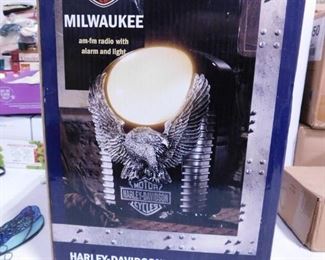 MILWAUKEE
am-fm radio with
alarm and light
MOTOR
HARLEY-DAVIDSON
CYCLES
HARLEY-DAVIDSON